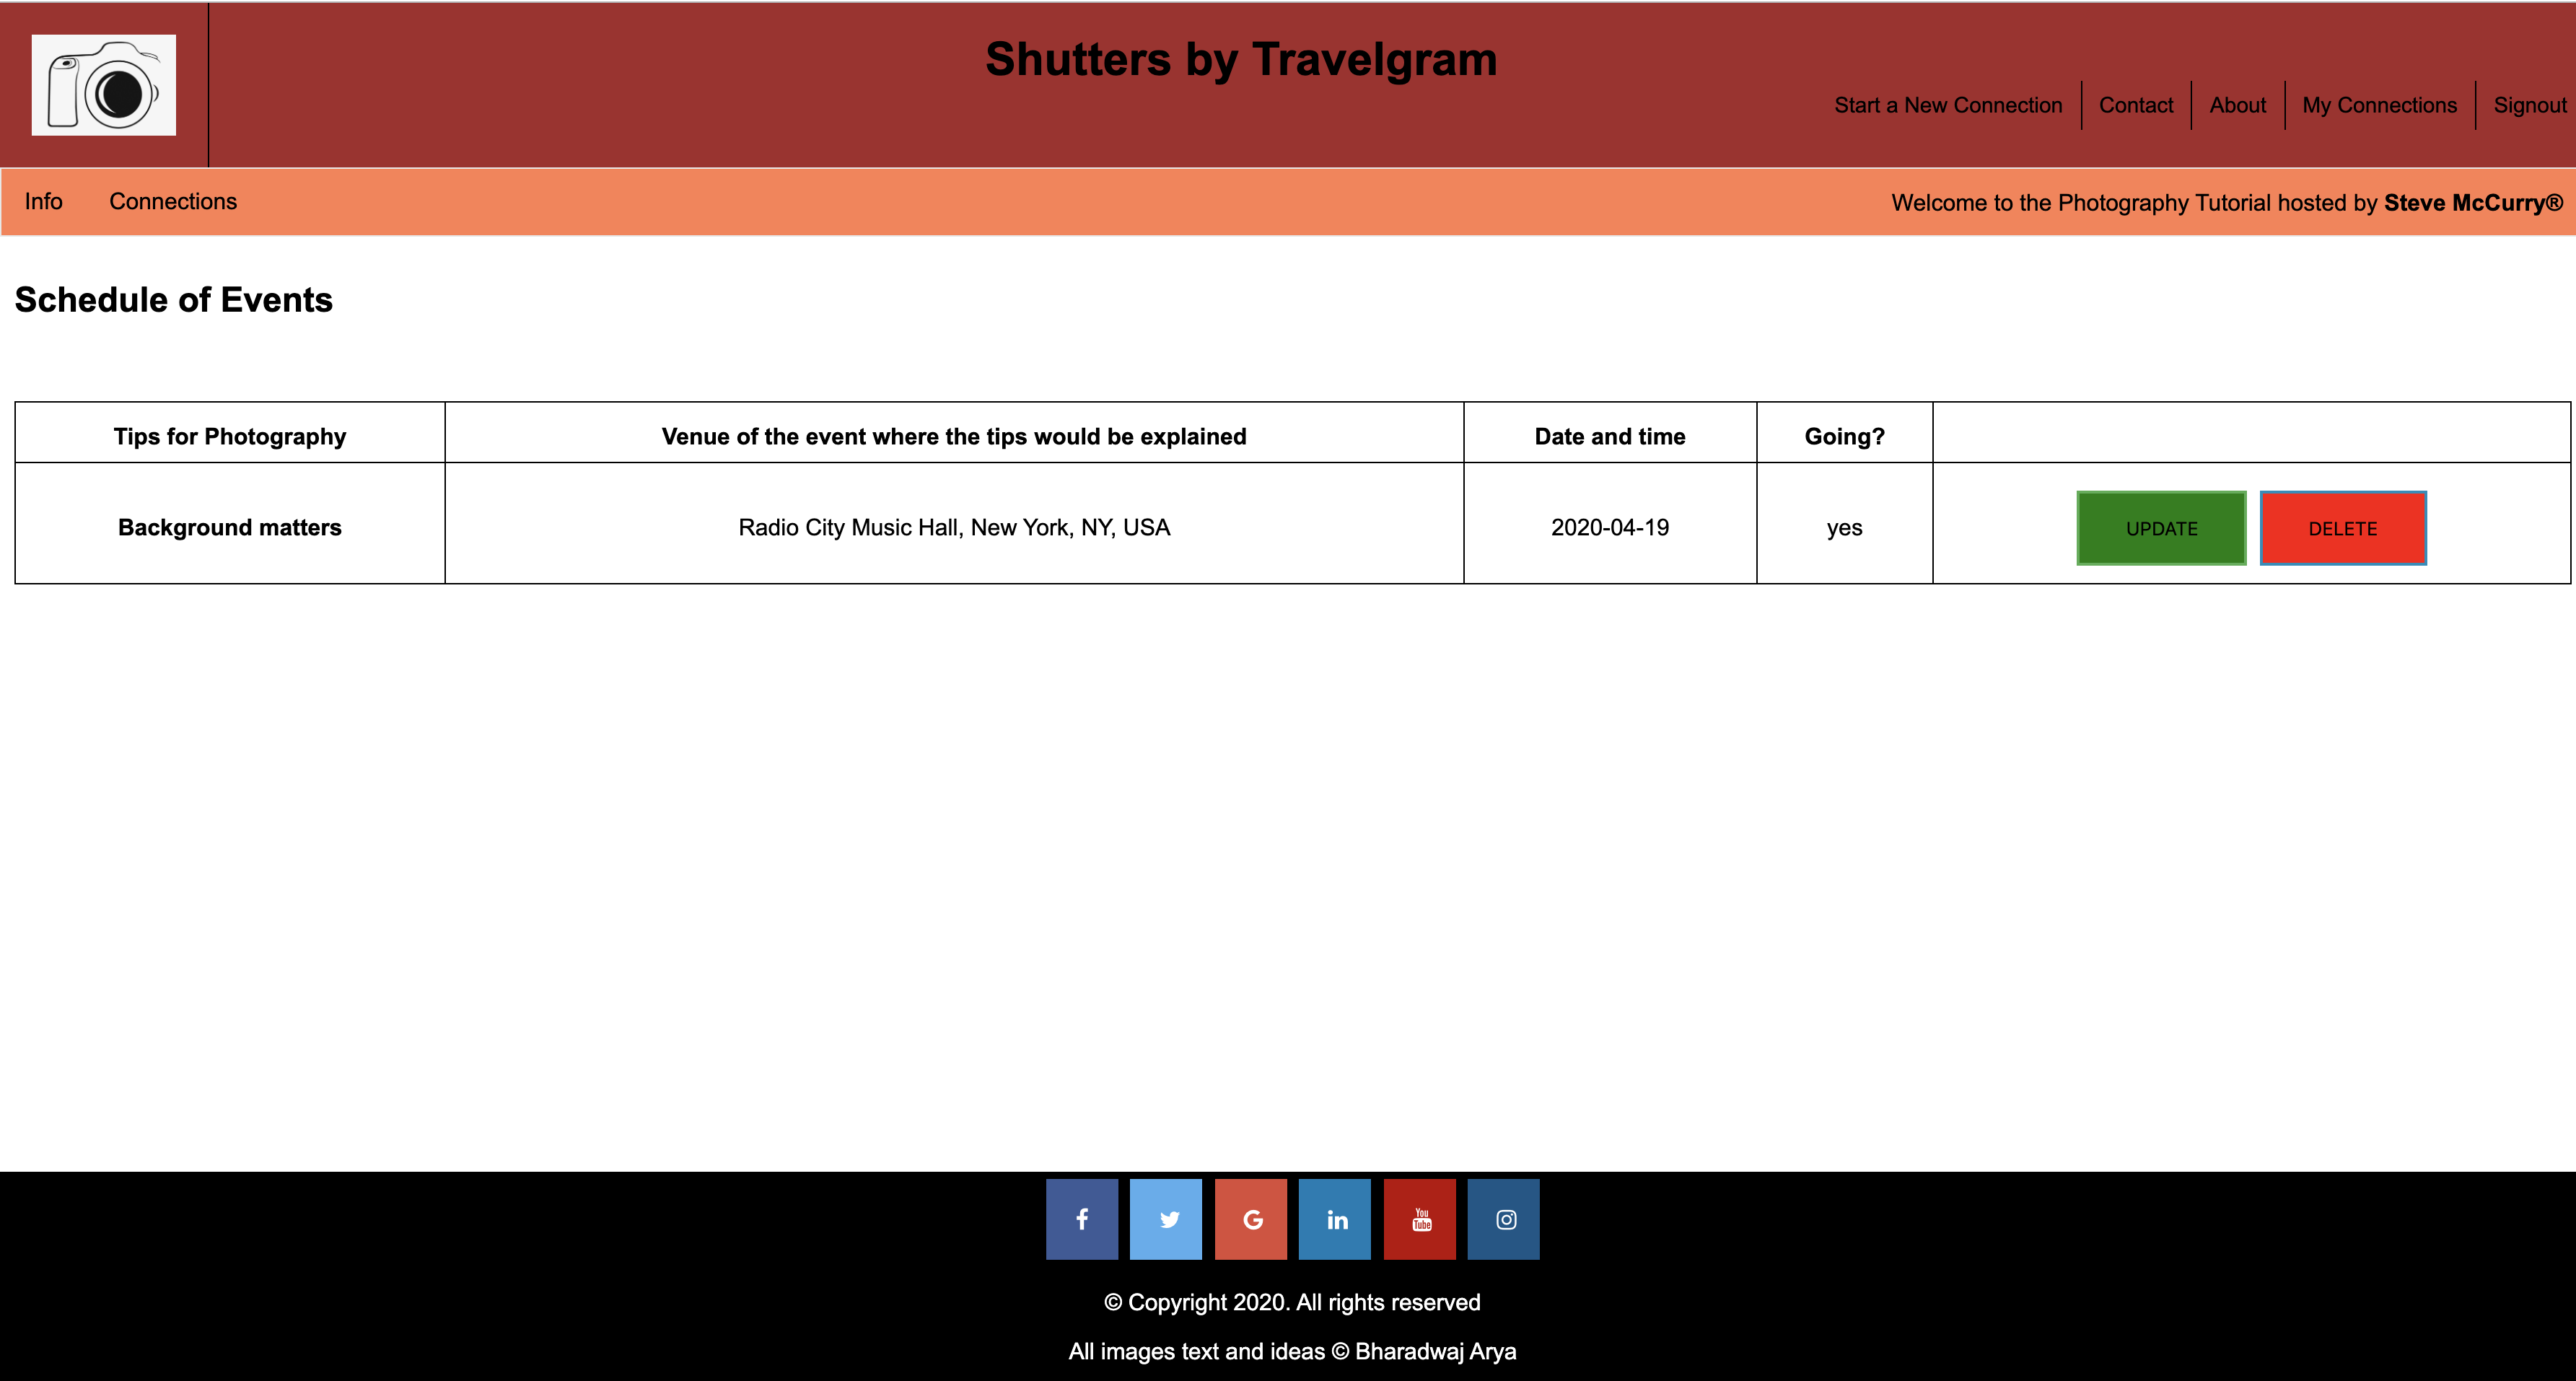 Shutters by Travelgram
Start a New Connection Contact About My Connections Signout
Info Connections Welcome to the Photography Tutorial hosted by Steve McCurry®
Schedule of Events
Tips for Photography Venue of the event where the tips would be explained Date and time Going?
Background matters Radio City Music Hall, New York, NY, USA 2020-04-19 yes UPDATE DELETE
f G in You Tube
© Copyright 2020. All rights reserved
All images text and ideas © Bharadwaj Arya